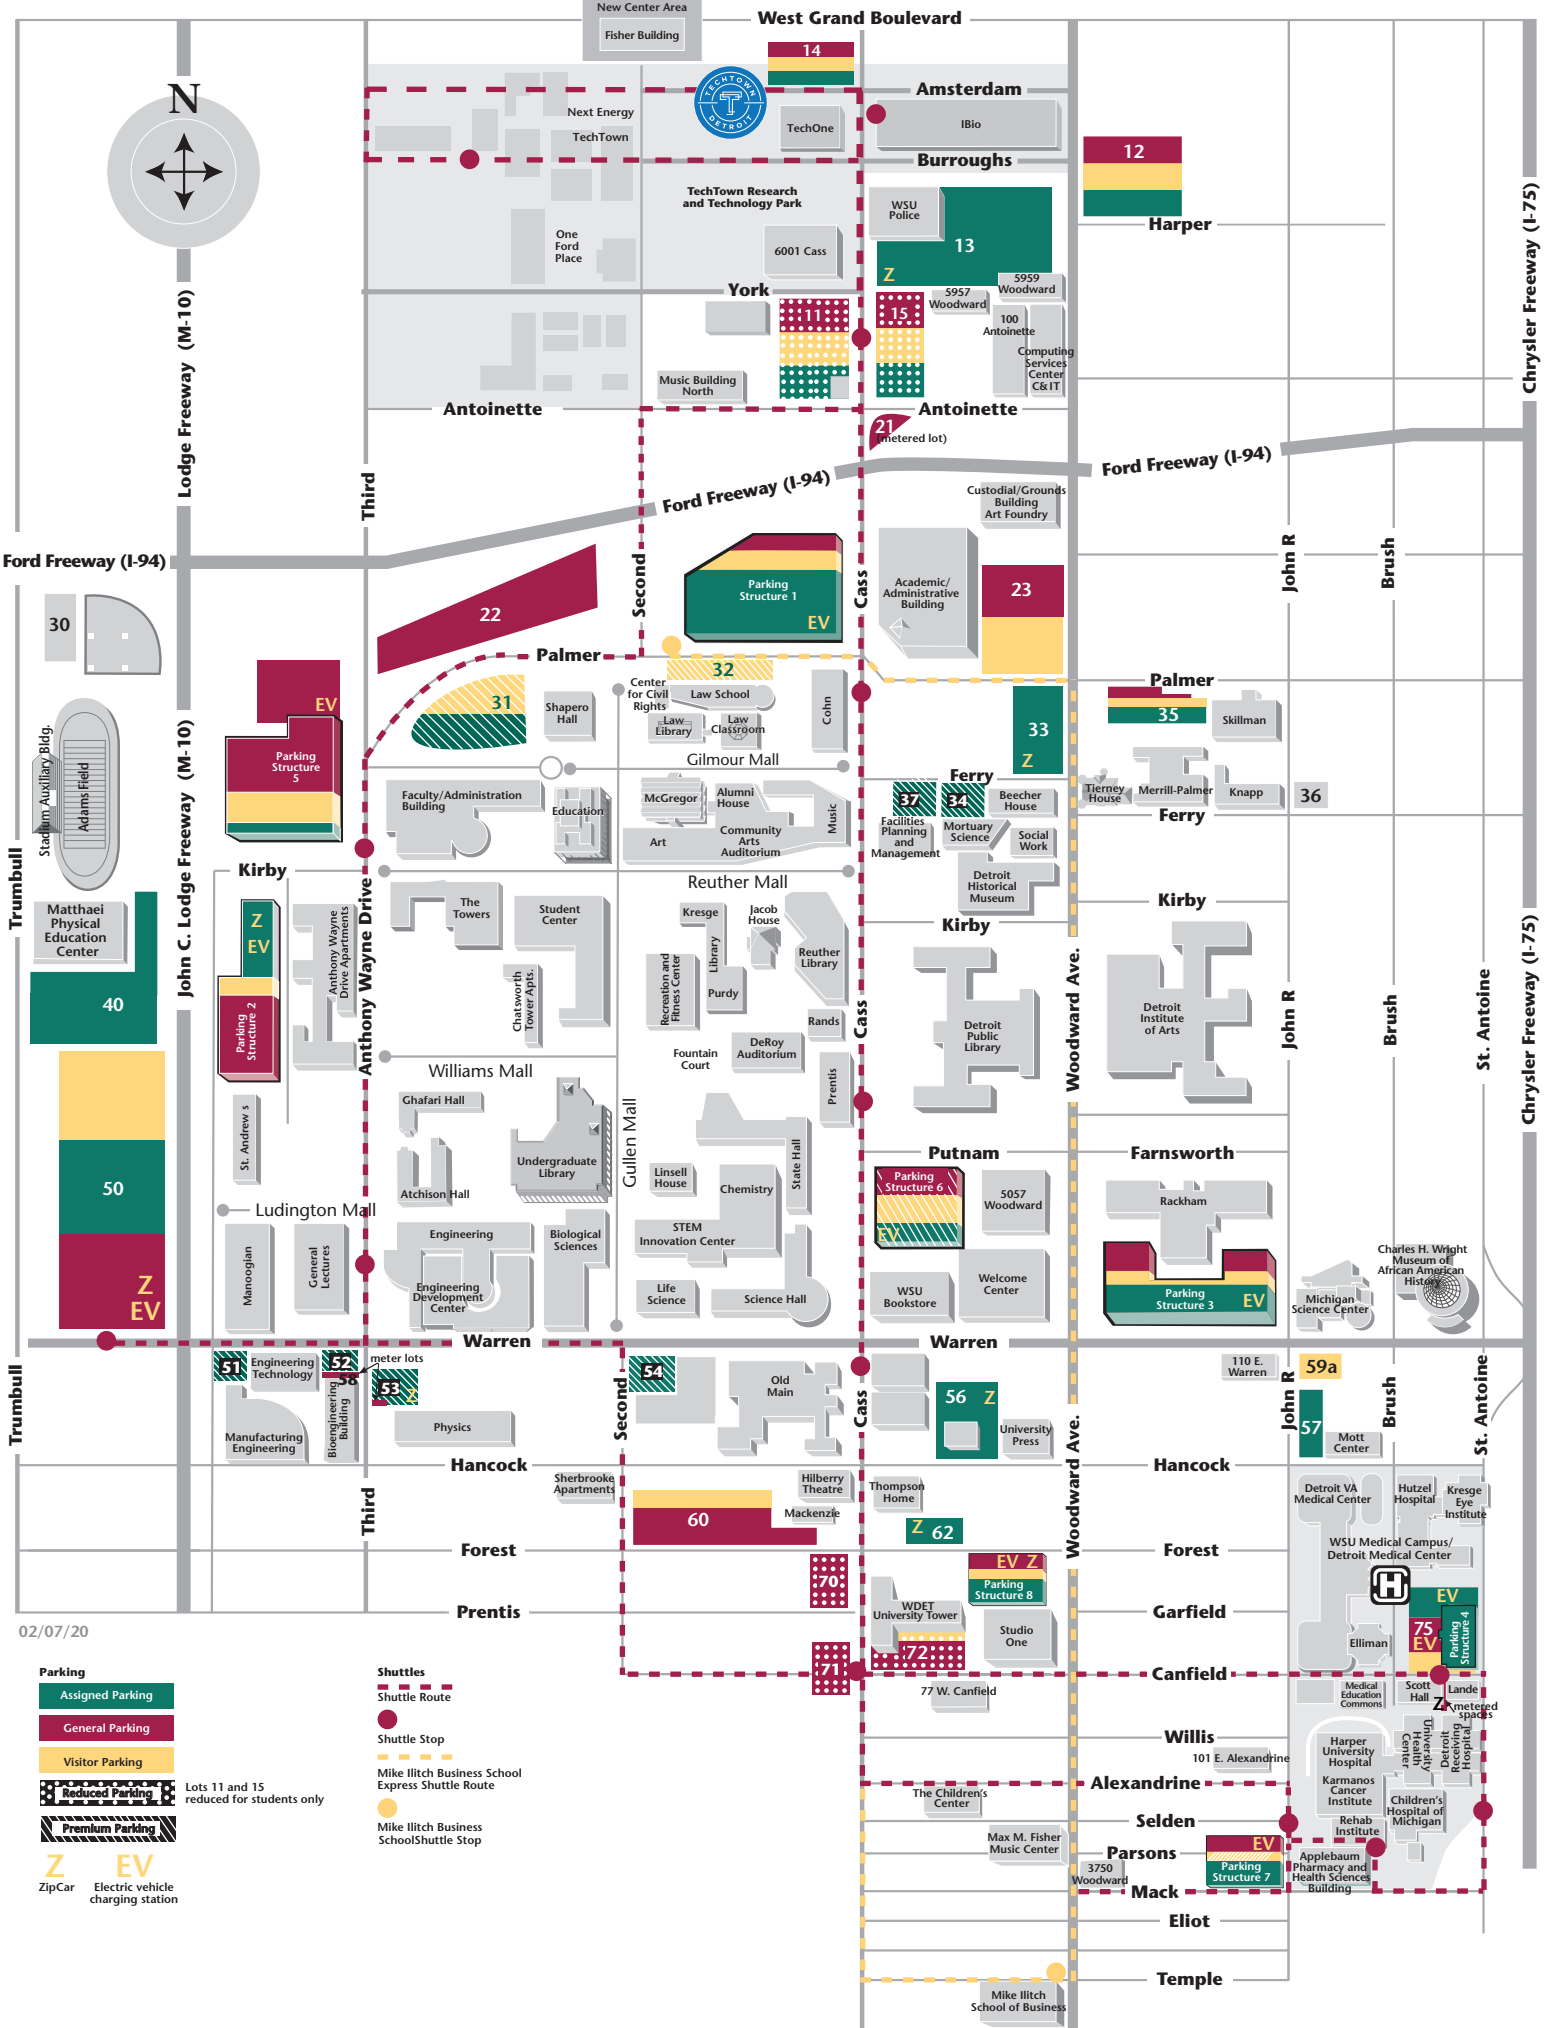 New Center Area
Fisher Building
West Grand Boulevard
14
N
TECHTOWN
T
DETROIT
Amsterdam
Next Energy
TechTown
TechOne
IBio
Burroughs
12
TechTown Research
and Technology Park
WSU
Police
13
Z
Harper
One
Ford
Place
6001 Cass
York
5959
Woodward
5957
Woodward
11
15
100
Antoinette
Computing
Services
Center
C&IT
Music Building
North
Antoinette
Antoinette
21
(metered lot)
Lodge Freeway (M-10)
Third
Chrysler Freeway (I-75)
Ford Freeway (I-94)
Ford Freeway (I-94)
Ford Freeway (I-94)
Custodial/Grounds
Building
Art Foundry
Second
Cass
John R
Brush
Parking
Structure 1
EV
Academic/
Administrative
Building
23
22
30
Palmer
32
Palmer
EV
31
Shapero
Hall
Center
for Civil
Rights
Law School
Law
Library
Law
Classroom
Cohn
33
Z
35
Skillman
Stadium Auxiliary Bldg.
Adams Field
Parking
Structure
5
John C. Lodge Freeway (M-10)
Gilmour Mall
Ferry
Tierney
House
Merrill-Palmer
Knapp
36
Ferry
Faculty/Administration
Building
Education
McGregor
Alumni
House
Art
Community
Arts
Auditorium
Music
37
34
Beecher
House
Facilities
Planning
and
Management
Mortuary
Science
Social
Work
Detroit
Historical
Museum
Trumbull
Kirby
Reuther Mall
Kirby
Kirby
Matthaei
Physical
Education
Center
40
Z
EV
Parking
Structure 2
Anthony Wayne
Drive Apartments
Anthony Wayne Drive
The
Towers
Student
Center
Chatsworth
Tower Apts.
Kresge
Library
Purdy
Jacob
House
Reuther
Library
Recreation and
Fitness Center
Rands
DeRoy
Auditorium
Fountain
Court
Prentis
Cass
Detroit
Public
Library
Woodward Ave.
Detroit
Institute
of Arts
John R
Brush
St. Antoine
Chrysler Freeway (I-75)
Williams Mall
Ghafari Hall
Atchison Hall
Undergraduate
Library
Gullen Mall
St. Andrew s
50
Z
EV
Ludington Mall
Manoogian
General
Lectures
Engineering
Engineering
Development
Center
Biological
Sciences
Linsell
House
Chemistry
State Hall
STEM
Innovation Center
Life
Science
Science Hall
Putnam
Parking
Structure 6
EV
5057
Woodward
WSU
Bookstore
Welcome
Center
Farnsworth
Rackham
Parking
Structure 3
EV
Michigan
Science Center
Charles H. Wright
Museum of
African American
History
Warren
Warren
Trumbull
51
Engineering
Technology
52
58
meter lots
53
Z
Manufacturing
Engineering
Bioengineering
Building
Physics
Second
54
Old
Main
Cass
56
Z
University
Press
Woodward Ave.
110 E.
Warren
59a
John R
57
Mott
Center
Brush
St. Antoine
Hancock
Hancock
Third
Sherbrooke
Apartments
Hilberry
Theatre
Mackenzie
60
Thompson
Home
Z 62
Detroit VA
Medical Center
Hutzel
Hospital
Kresge
Eye
Institute
WSU Medical Campus/
Detroit Medical Center
Forest
Forest
70
EV Z
Parking
Structure 8
H
EV
Prentis
WDET
University Tower
Studio
One
Garfield
75
EV
Parking
Structure 4
Elliman
71
72
Canfield
77 W. Canfield
Medical
Education
Commons
Scott
Hall
Lande
Z
metered
spaces
Willis
101 E. Alexandrine
Harper
University
Hospital
University
Health
Center
Detroit
Receiving
Hospital
Karmanos
Cancer
Institute
Alexandrine
The Children's
Center
Children's
Hospital of
Michigan
Selden
Rehab
Institute
Max M. Fisher
Music Center
Parsons
EV
Parking
Structure 7
3750
Woodward
Applebaum
Pharmacy and
Health Sciences
Building
Mack
Eliot
Temple
Mike Ilitch
School of Business
02/07/20
Parking
Assigned Parking
General Parking
Visitor Parking
Reduced Parking
Lots 11 and 15
reduced for students only
Premium Parking
Z
ZipCar
EV
Electric vehicle
charging station
Shuttles
Shuttle Route
Shuttle Stop
Mike Ilitch Business School
Express Shuttle Route
Mike Ilitch Business
SchoolShuttle Stop